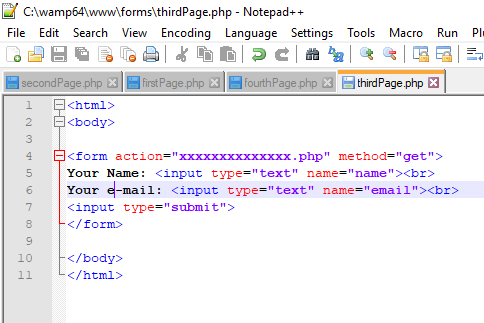 C:\wamp64\www\forms\thirdPage.php - Notepad++
File Edit Search View Encoding Language Settings Tools Macro Run Pl
secondPage.php firstPage.php fourthPage.php thirdPage.php
1 <html>
2 <body>
3
4 <form action="xxxxxxxxxxxxxxx.php" method="get">
5 Your Name: <input type="text" name="name"><br>
6 Your e-mail: <input type="text" name="email"><br>
7 <input type="submit">
8 </form>
9
10 </body>
11 </html>